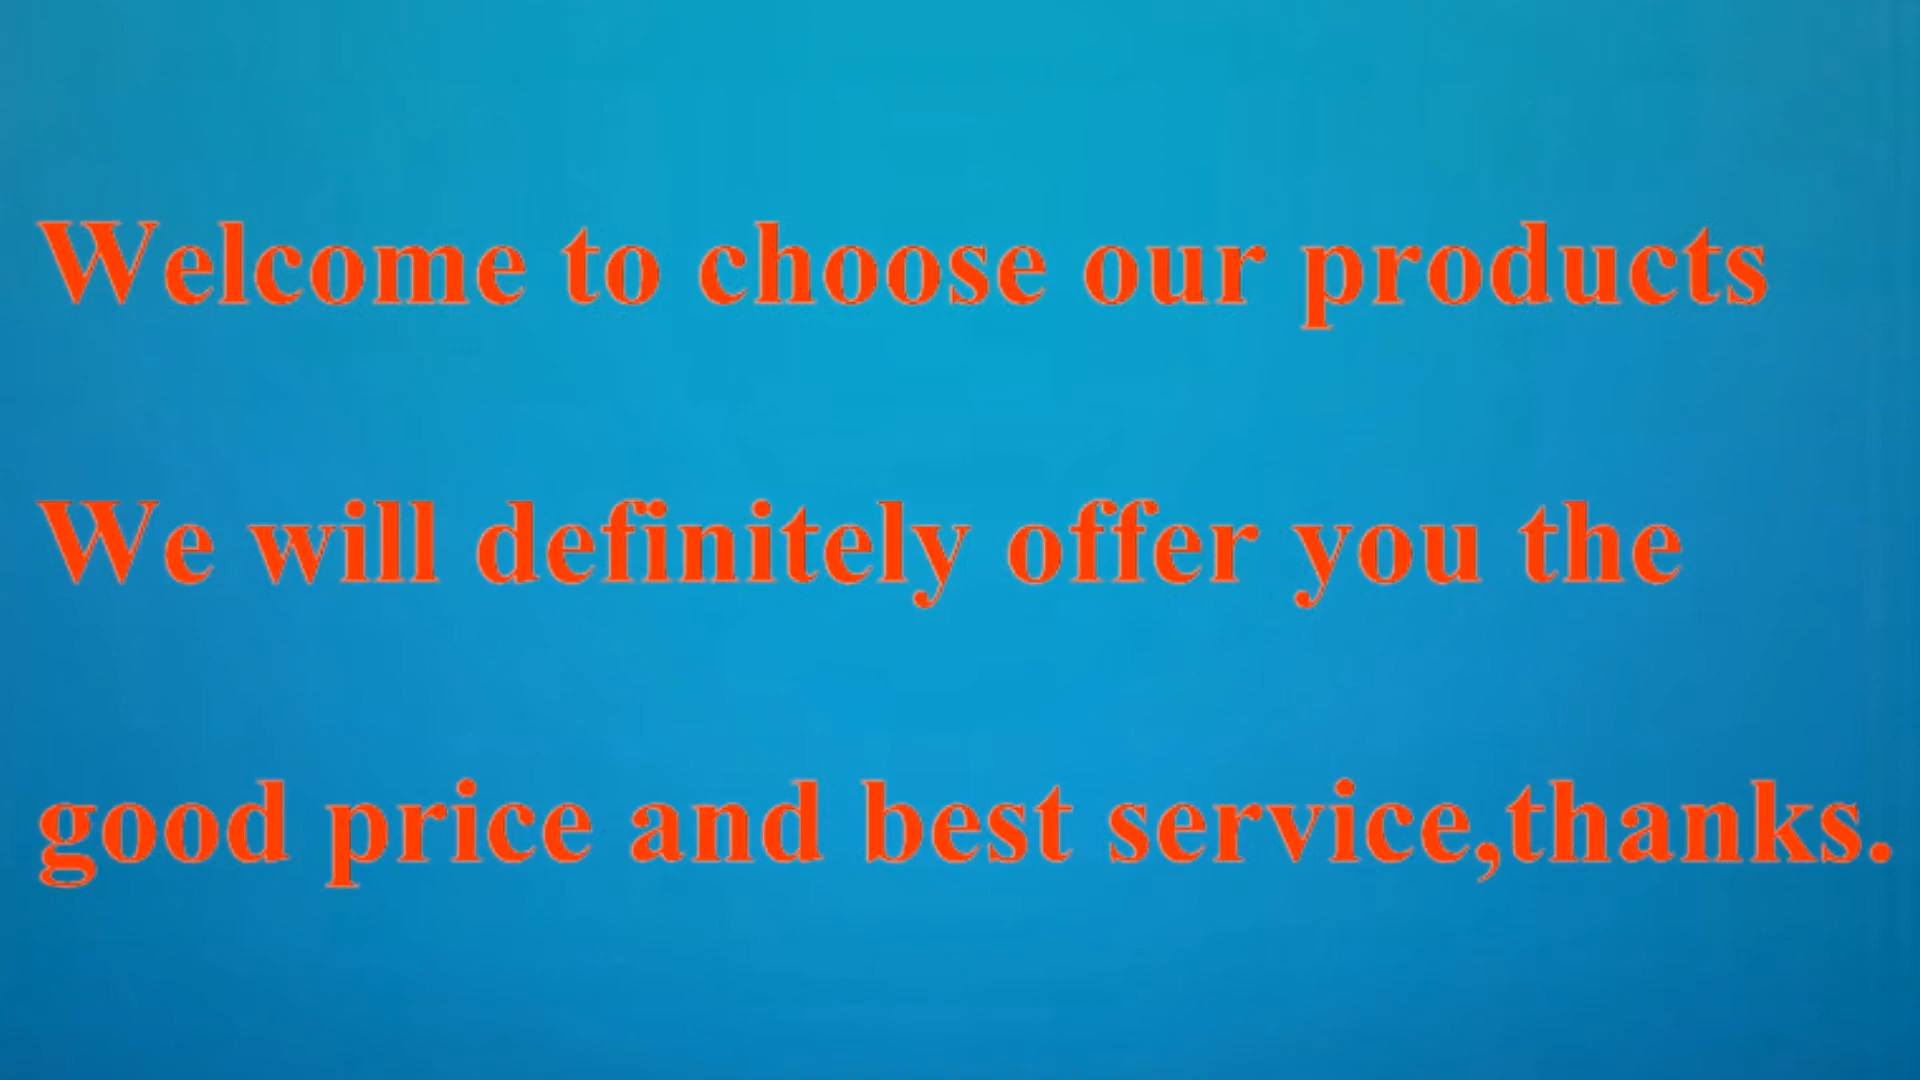 Welcome to choose our products
We will definitely offer you the
good price and best service,thanks.